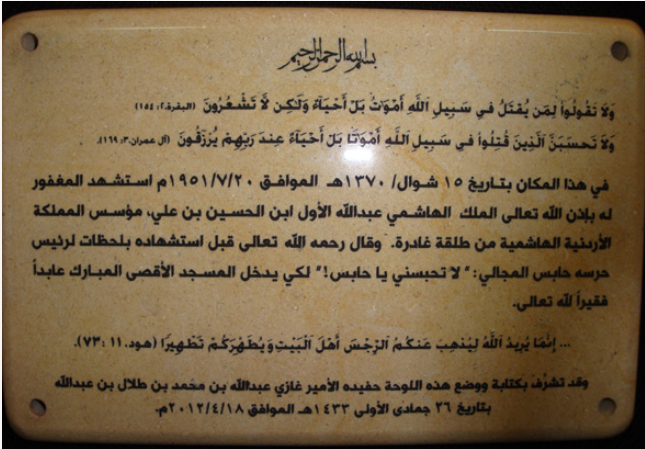 بسم الله الرحمن الرحيم
وَلَا تَقُولُواْ لِمَن يُقْتَلُ فِي سَبِيلِ اللَّهِ أَمْوَاتٌ بَلْ أَحْيَاءٌ وَلَٰكِن لَّا تَشْعُرُونَ (البقرة.٢: ١٥٤)
وَلَا تَحْسَبَنَّ الَّذِينَ قُتِلُواْ فِي سَبِيلِ اللَّهِ أَمْوَاتًا بَلْ أَحْيَاءٌ عِندَ رَبِّهِمْ يُرْزَقُونَ (آل عمران.٣: ١٦٩).
في هذا المكان بتاريخ ١٥ شوال/ ١٣٧٠هـ الموافق ١٩٥١/٧/٢٠م استشهد المغفور
له بإذن الله تعالى الملك الهاشمي عبدالله الأول ابن الحسين بن علي، مؤسس المملكة
الأردنية الهاشمية من طلقة غادرة. وقال رحمه الله تعالى قبل استشهاده بلحظات لرئيس
حرسه حابس المجالي: "لا تحبسني يا حابس!" لكي يدخل المسجد الأقصى المبارك عابداً
فقيراً لله تعالى.
... إِنَّمَا يُرِيدُ اللَّهُ لِيُذْهِبَ عَنكُمُ الرِّجْسَ أَهْلَ الْبَيْتِ وَيُطَهِّرَكُمْ تَطْهِيرًا (هود.١١ :٧٣).
وقد تشرَّف بكتابة ووضع هذه اللوحة حفيده الأمير غازي عبدالله بن محمد بن طلال بن عبدالله
بتاريخ ٢٦ جمادى الأولى ١٤٣٣هـ الموافق ٢٠١٢/٤/١٨م.